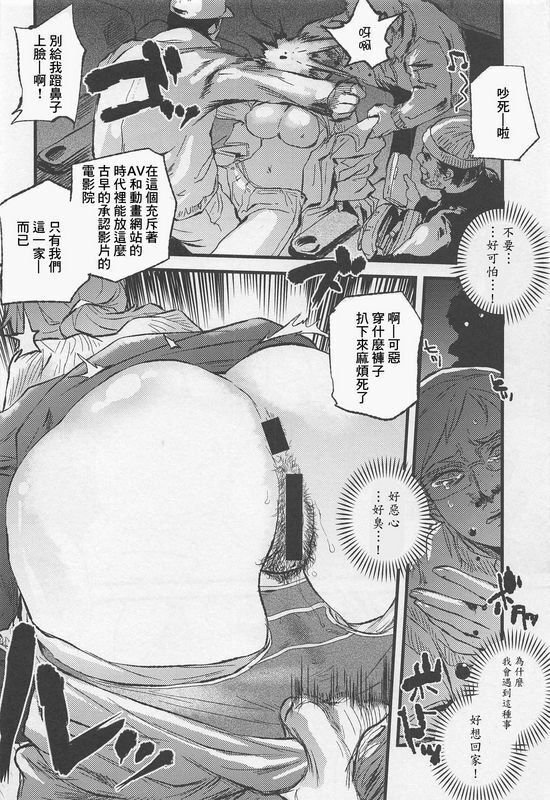 吵死—啦
呀啊
別給我蹬鼻子
上臉—啊！
不要…
…好可怕…！
在這個充斥著
AV和動畫網站的
時代裡能放這麼
古早的承認影片的
電影院
只有我們
這一家—
而已
啊—可惡
穿什麼褲子
扒下來麻煩死了
好惡心
…好臭…！
為什麼
我會遇到這種事
好想回家！